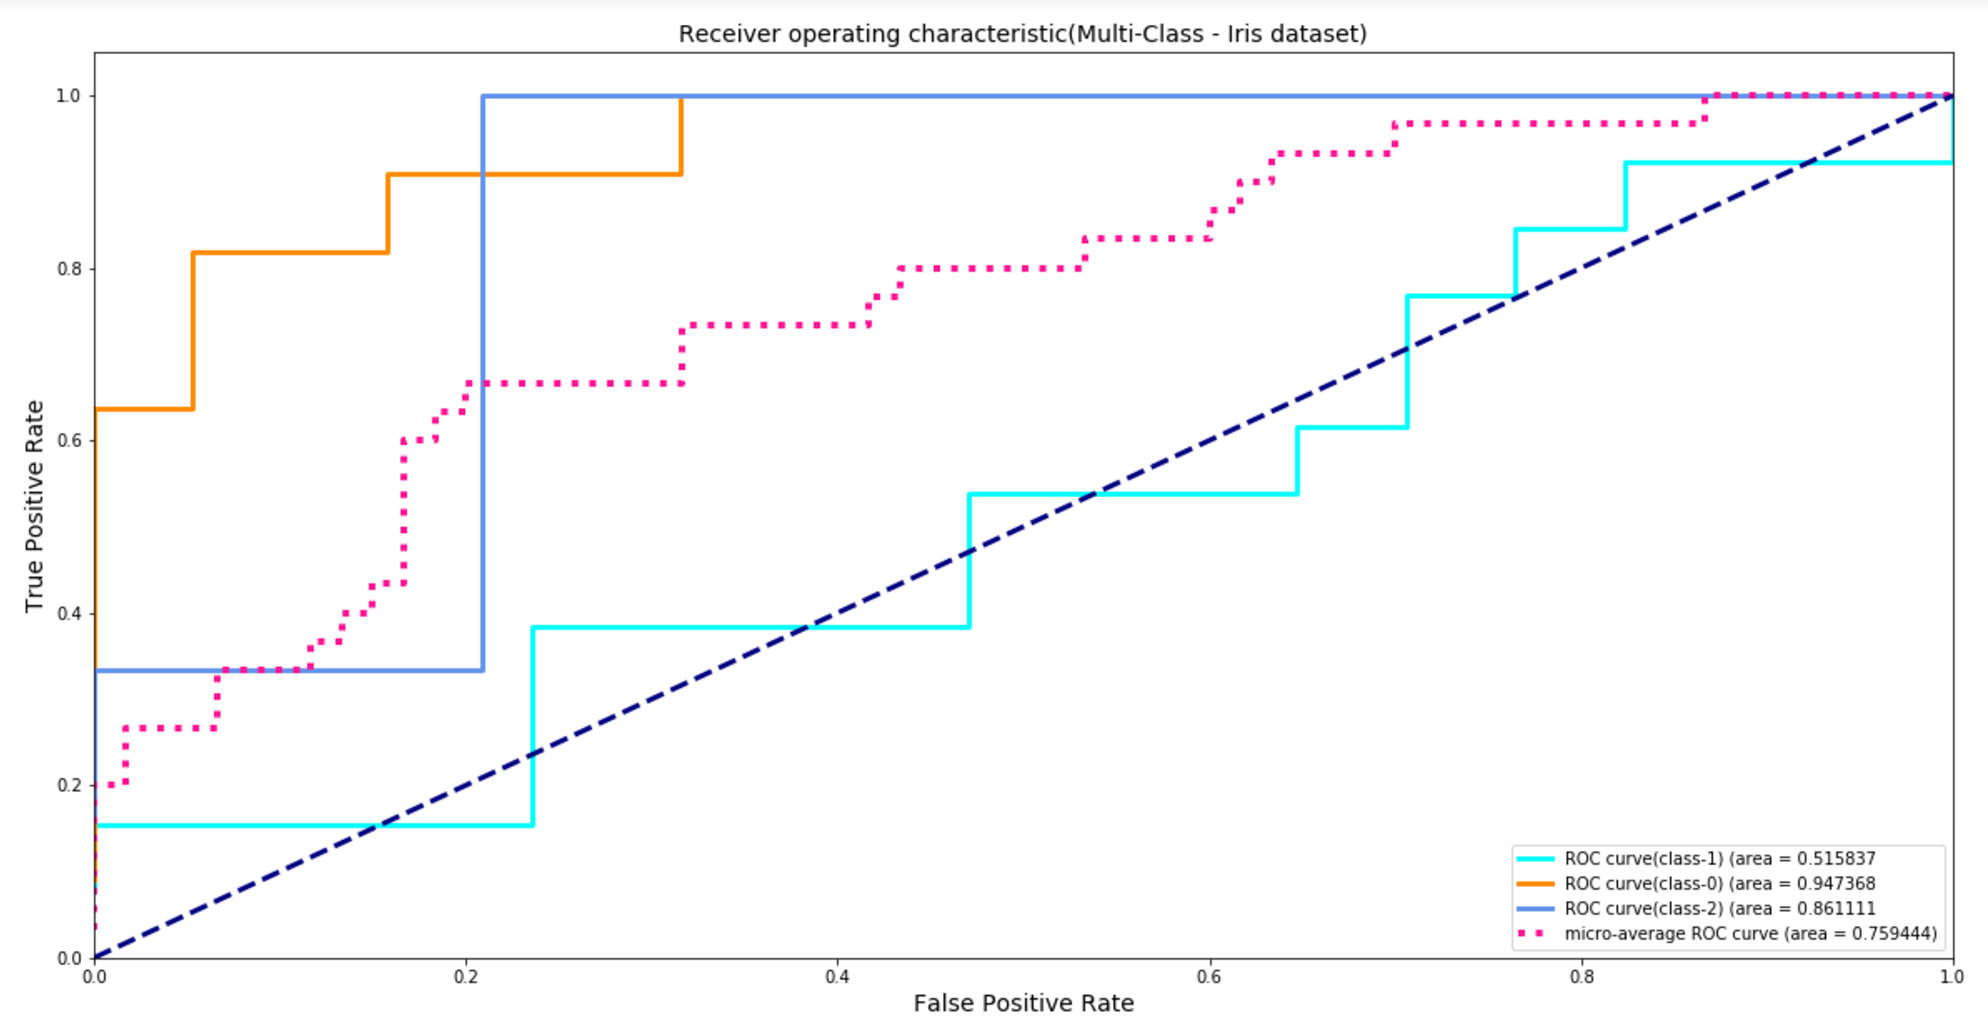 Receiver operating characteristic(Multi-Class - Iris dataset)
1.0
0.8
0.6
0.4
0.2
0.0
True Positive Rate
0.0 0.2 0.4 0.6 0.8 1.0
False Positive Rate
ROC curve(class-1) (area = 0.515837
ROC curve(class-0) (area = 0.947368
ROC curve(class-2) (area = 0.861111
micro-average ROC curve (area = 0.759444)